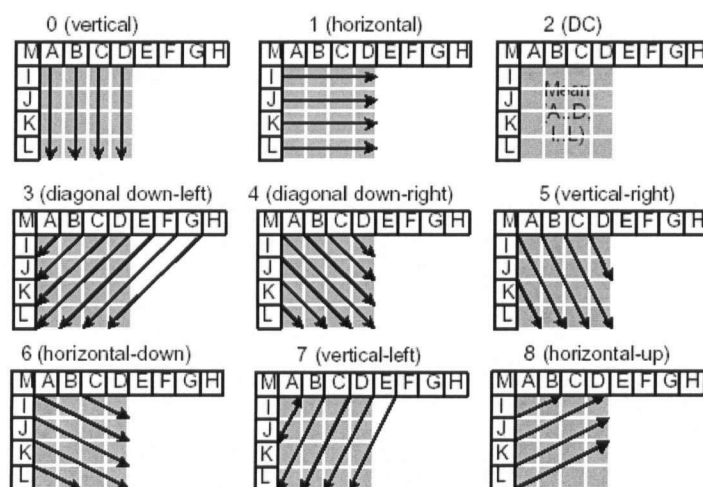 0 (vertical) 1 (horizontal) 2 (DC)
M A B C D E F G H M A B C D E F G H M A B C D E F G H
I I I
J J J Mean
K K K (A..D,
L L L I..L)
3 (diagonal down-left) 4 (diagonal down-right) 5 (vertical-right)
M A B C D E F G H M A B C D E F G H M A B C D E F G H
I I I
J J J
K K K
L L L
6 (horizontal-down) 7 (vertical-left) 8 (horizontal-up)
M A B C D E F G H M A B C D E F G H M A B C D E F G H
I I I
J J J
K K K
L L L